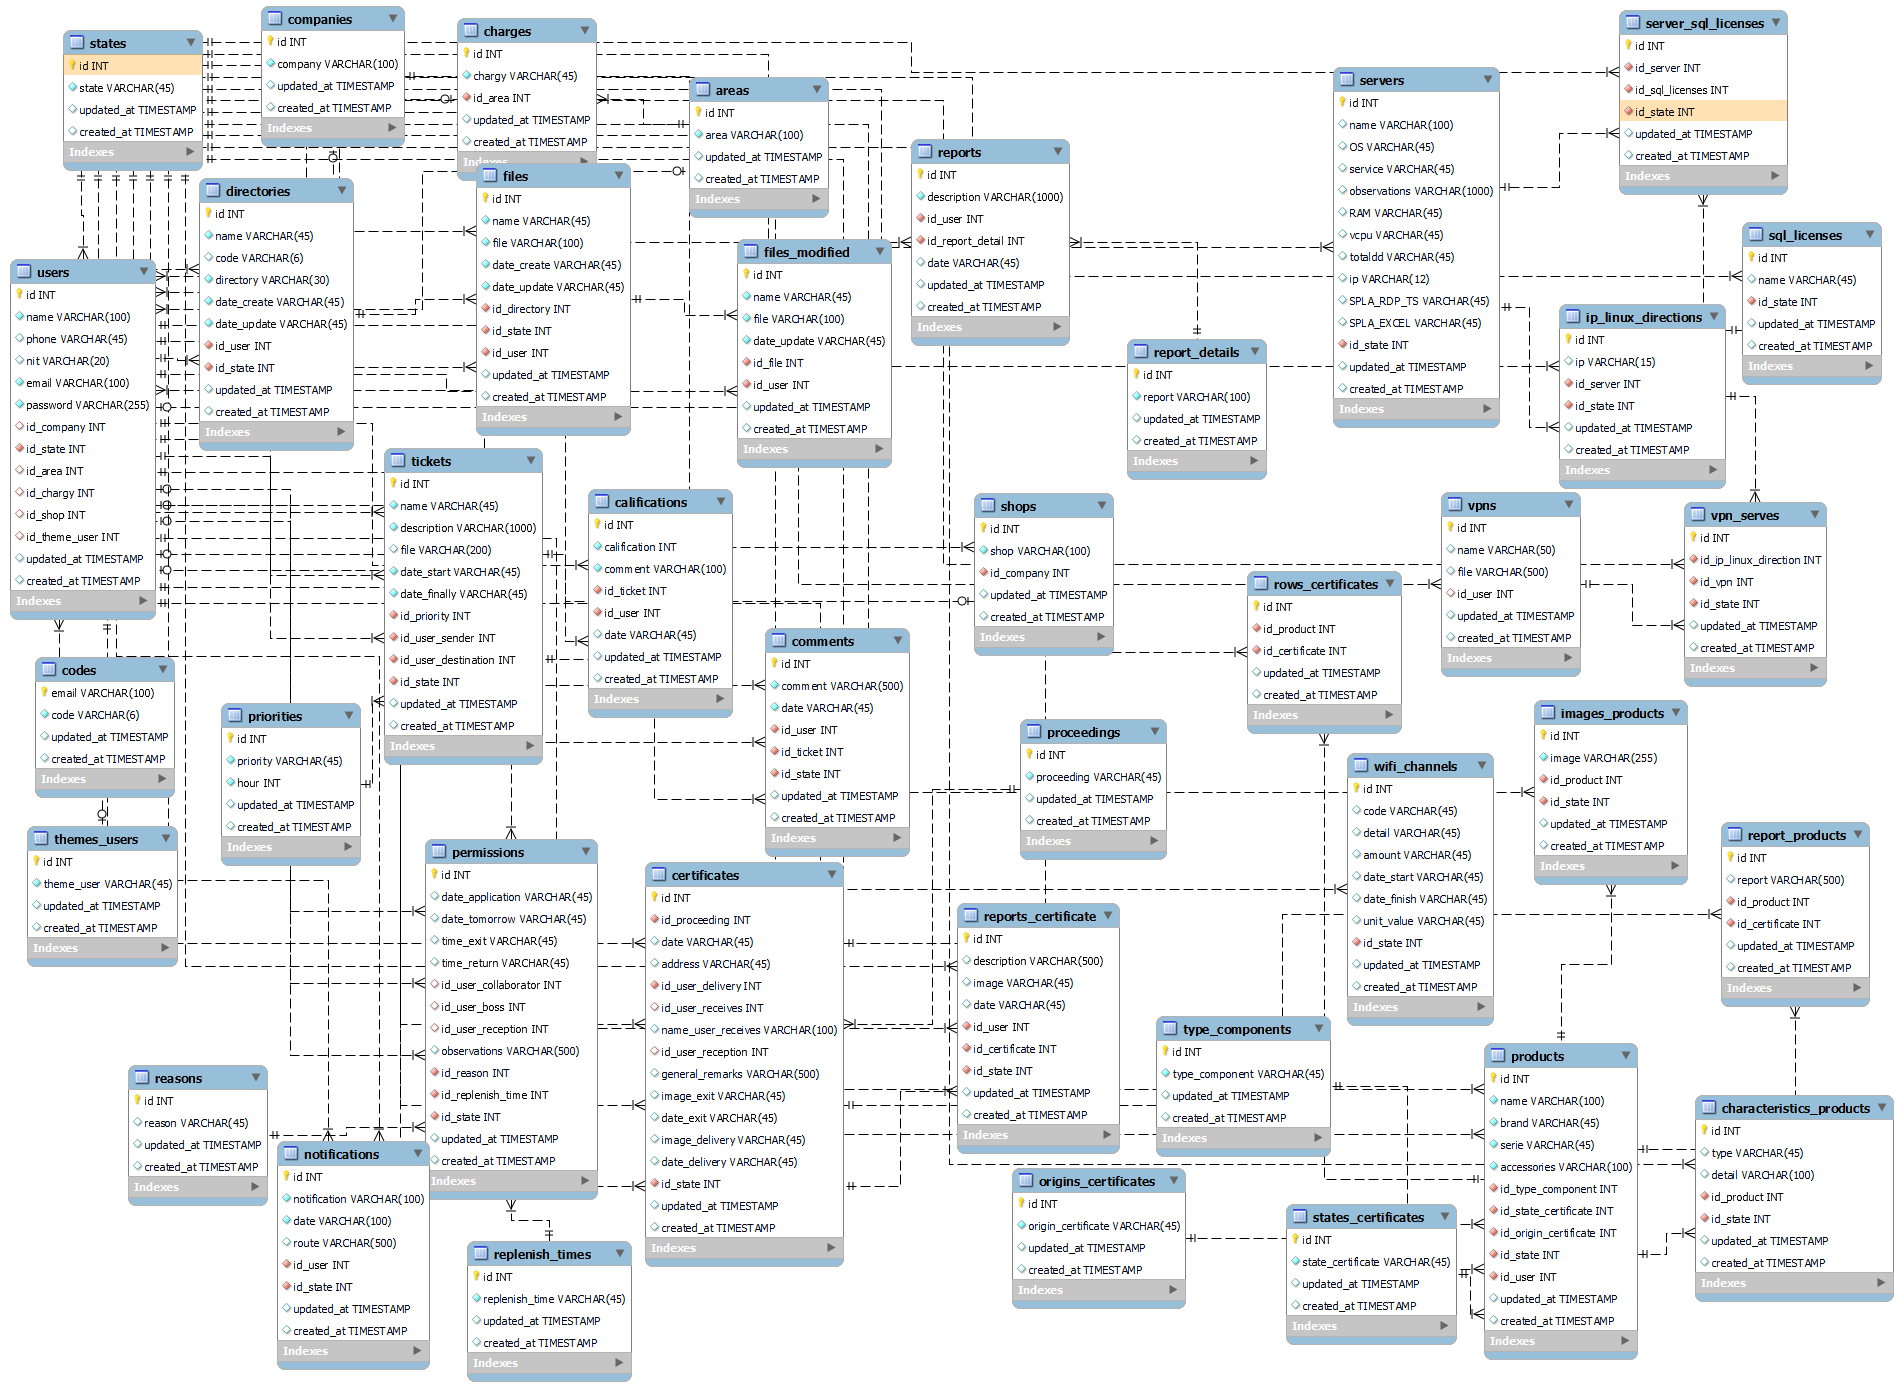 states
id INT
state VARCHAR(45)
updated_at TIMESTAMP
created_at TIMESTAMP
Indexes
companies
id INT
company VARCHAR(100)
updated_at TIMESTAMP
created_at TIMESTAMP
Indexes
charges
id INT
chargy VARCHAR(45)
id_area INT
updated_at TIMESTAMP
created_at TIMESTAMP
Indexes
areas
id INT
area VARCHAR(100)
updated_at TIMESTAMP
created_at TIMESTAMP
Indexes
reports
id INT
description VARCHAR(1000)
id_user INT
id_report_detail INT
date VARCHAR(45)
updated_at TIMESTAMP
created_at TIMESTAMP
Indexes
servers
id INT
name VARCHAR(100)
OS VARCHAR(45)
service VARCHAR(45)
observations VARCHAR(1000)
RAM VARCHAR(45)
vcpu VARCHAR(45)
totaldd VARCHAR(45)
ip VARCHAR(12)
SPLA_RDP_TS VARCHAR(45)
SPLA_EXCEL VARCHAR(45)
id_state INT
updated_at TIMESTAMP
created_at TIMESTAMP
Indexes
server_sql_licenses
id INT
id_server INT
id_sql_licenses INT
id_state INT
updated_at TIMESTAMP
created_at TIMESTAMP
Indexes
sql_licenses
id INT
name VARCHAR(45)
id_state INT
updated_at TIMESTAMP
created_at TIMESTAMP
Indexes
users
id INT
name VARCHAR(100)
phone VARCHAR(45)
nit VARCHAR(20)
email VARCHAR(100)
password VARCHAR(255)
id_company INT
id_state INT
id_area INT
id_chargy INT
id_shop INT
id_theme_user INT
updated_at TIMESTAMP
created_at TIMESTAMP
Indexes
directories
id INT
name VARCHAR(45)
code VARCHAR(6)
directory VARCHAR(30)
date_create VARCHAR(45)
date_update VARCHAR(45)
id_user INT
id_state INT
updated_at TIMESTAMP
created_at TIMESTAMP
Indexes
files
id INT
name VARCHAR(45)
file VARCHAR(100)
date_create VARCHAR(45)
date_update VARCHAR(45)
id_directory INT
id_state INT
id_user INT
updated_at TIMESTAMP
created_at TIMESTAMP
Indexes
files_modified
id INT
name VARCHAR(45)
file VARCHAR(100)
date_update VARCHAR(45)
id_file INT
id_user INT
updated_at TIMESTAMP
created_at TIMESTAMP
Indexes
report_details
id INT
report VARCHAR(100)
updated_at TIMESTAMP
created_at TIMESTAMP
Indexes
ip_linux_directions
id INT
ip VARCHAR(15)
id_server INT
id_state INT
updated_at TIMESTAMP
created_at TIMESTAMP
Indexes
tickets
id INT
name VARCHAR(45)
description VARCHAR(1000)
file VARCHAR(200)
date_start VARCHAR(45)
date_finally VARCHAR(45)
id_priority INT
id_user_sender INT
id_user_destination INT
id_state INT
updated_at TIMESTAMP
created_at TIMESTAMP
Indexes
califications
id INT
calification INT
comment VARCHAR(100)
id_ticket INT
id_user INT
date VARCHAR(45)
updated_at TIMESTAMP
created_at TIMESTAMP
Indexes
shops
id INT
shop VARCHAR(100)
id_company INT
updated_at TIMESTAMP
created_at TIMESTAMP
Indexes
vpns
id INT
name VARCHAR(50)
file VARCHAR(500)
id_user INT
updated_at TIMESTAMP
created_at TIMESTAMP
Indexes
vpn_serves
id INT
id_ip_linux_direction INT
id_vpn INT
id_state INT
updated_at TIMESTAMP
created_at TIMESTAMP
Indexes
rows_certificates
id INT
id_product INT
id_certificate INT
updated_at TIMESTAMP
created_at TIMESTAMP
Indexes
comments
id INT
comment VARCHAR(500)
date VARCHAR(45)
id_user INT
id_ticket INT
id_state INT
updated_at TIMESTAMP
created_at TIMESTAMP
Indexes
codes
email VARCHAR(100)
code VARCHAR(6)
updated_at TIMESTAMP
created_at TIMESTAMP
Indexes
priorities
id INT
priority VARCHAR(45)
hour INT
updated_at TIMESTAMP
created_at TIMESTAMP
Indexes
proceedings
id INT
proceeding VARCHAR(45)
updated_at TIMESTAMP
created_at TIMESTAMP
Indexes
wifi_channels
id INT
code VARCHAR(45)
detail VARCHAR(45)
amount VARCHAR(45)
date_start VARCHAR(45)
date_finish VARCHAR(45)
unit_value VARCHAR(45)
id_state INT
updated_at TIMESTAMP
created_at TIMESTAMP
Indexes
images_products
id INT
image VARCHAR(255)
id_product INT
id_state INT
updated_at TIMESTAMP
created_at TIMESTAMP
Indexes
themes_users
id INT
theme_user VARCHAR(45)
updated_at TIMESTAMP
created_at TIMESTAMP
Indexes
permissions
id INT
date_application VARCHAR(45)
date_tomorrow VARCHAR(45)
time_exit VARCHAR(45)
time_return VARCHAR(45)
id_user_collaborator INT
id_user_boss INT
id_user_reception INT
observations VARCHAR(500)
id_reason INT
id_replenish_time INT
id_state INT
updated_at TIMESTAMP
created_at TIMESTAMP
Indexes
certificates
id INT
id_proceeding INT
date VARCHAR(45)
address VARCHAR(45)
id_user_delivery INT
id_user_receives INT
name_user_receives VARCHAR(100)
id_user_reception INT
general_remarks VARCHAR(500)
image_exit VARCHAR(45)
date_exit VARCHAR(45)
image_delivery VARCHAR(45)
date_delivery VARCHAR(45)
id_state INT
updated_at TIMESTAMP
created_at TIMESTAMP
Indexes
reports_certificate
id INT
description VARCHAR(500)
image VARCHAR(45)
date VARCHAR(45)
id_user INT
id_certificate INT
id_state INT
updated_at TIMESTAMP
created_at TIMESTAMP
Indexes
report_products
id INT
report VARCHAR(500)
id_product INT
id_certificate INT
updated_at TIMESTAMP
created_at TIMESTAMP
Indexes
type_components
id INT
type_component VARCHAR(45)
updated_at TIMESTAMP
created_at TIMESTAMP
Indexes
products
id INT
name VARCHAR(100)
brand VARCHAR(45)
serie VARCHAR(45)
accessories VARCHAR(100)
id_type_component INT
id_state_certificate INT
id_origin_certificate INT
id_state INT
id_user INT
updated_at TIMESTAMP
created_at TIMESTAMP
Indexes
characteristics_products
id INT
type VARCHAR(45)
detail VARCHAR(100)
id_product INT
id_state INT
updated_at TIMESTAMP
created_at TIMESTAMP
Indexes
reasons
id INT
reason VARCHAR(45)
updated_at TIMESTAMP
created_at TIMESTAMP
Indexes
notifications
id INT
notification VARCHAR(100)
date VARCHAR(100)
route VARCHAR(500)
id_user INT
id_state INT
updated_at TIMESTAMP
created_at TIMESTAMP
Indexes
replenish_times
id INT
replenish_time VARCHAR(45)
updated_at TIMESTAMP
created_at TIMESTAMP
Indexes
origins_certificates
id INT
origin_certificate VARCHAR(45)
updated_at TIMESTAMP
created_at TIMESTAMP
Indexes
states_certificates
id INT
state_certificate VARCHAR(45)
updated_at TIMESTAMP
created_at TIMESTAMP
Indexes